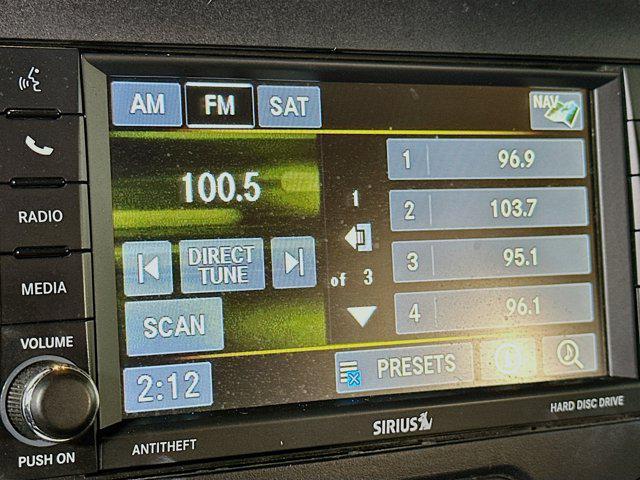 AM FM SAT NAV
100.5
1 96.9
2 103.7
3 95.1
4 96.1
1
of 3
DIRECT
TUNE
SCAN
2:12
PRESETS
RADIO
MEDIA
VOLUME
PUSH ON
ANTITHEFT
SIRIUS
HARD DISC DRIVE